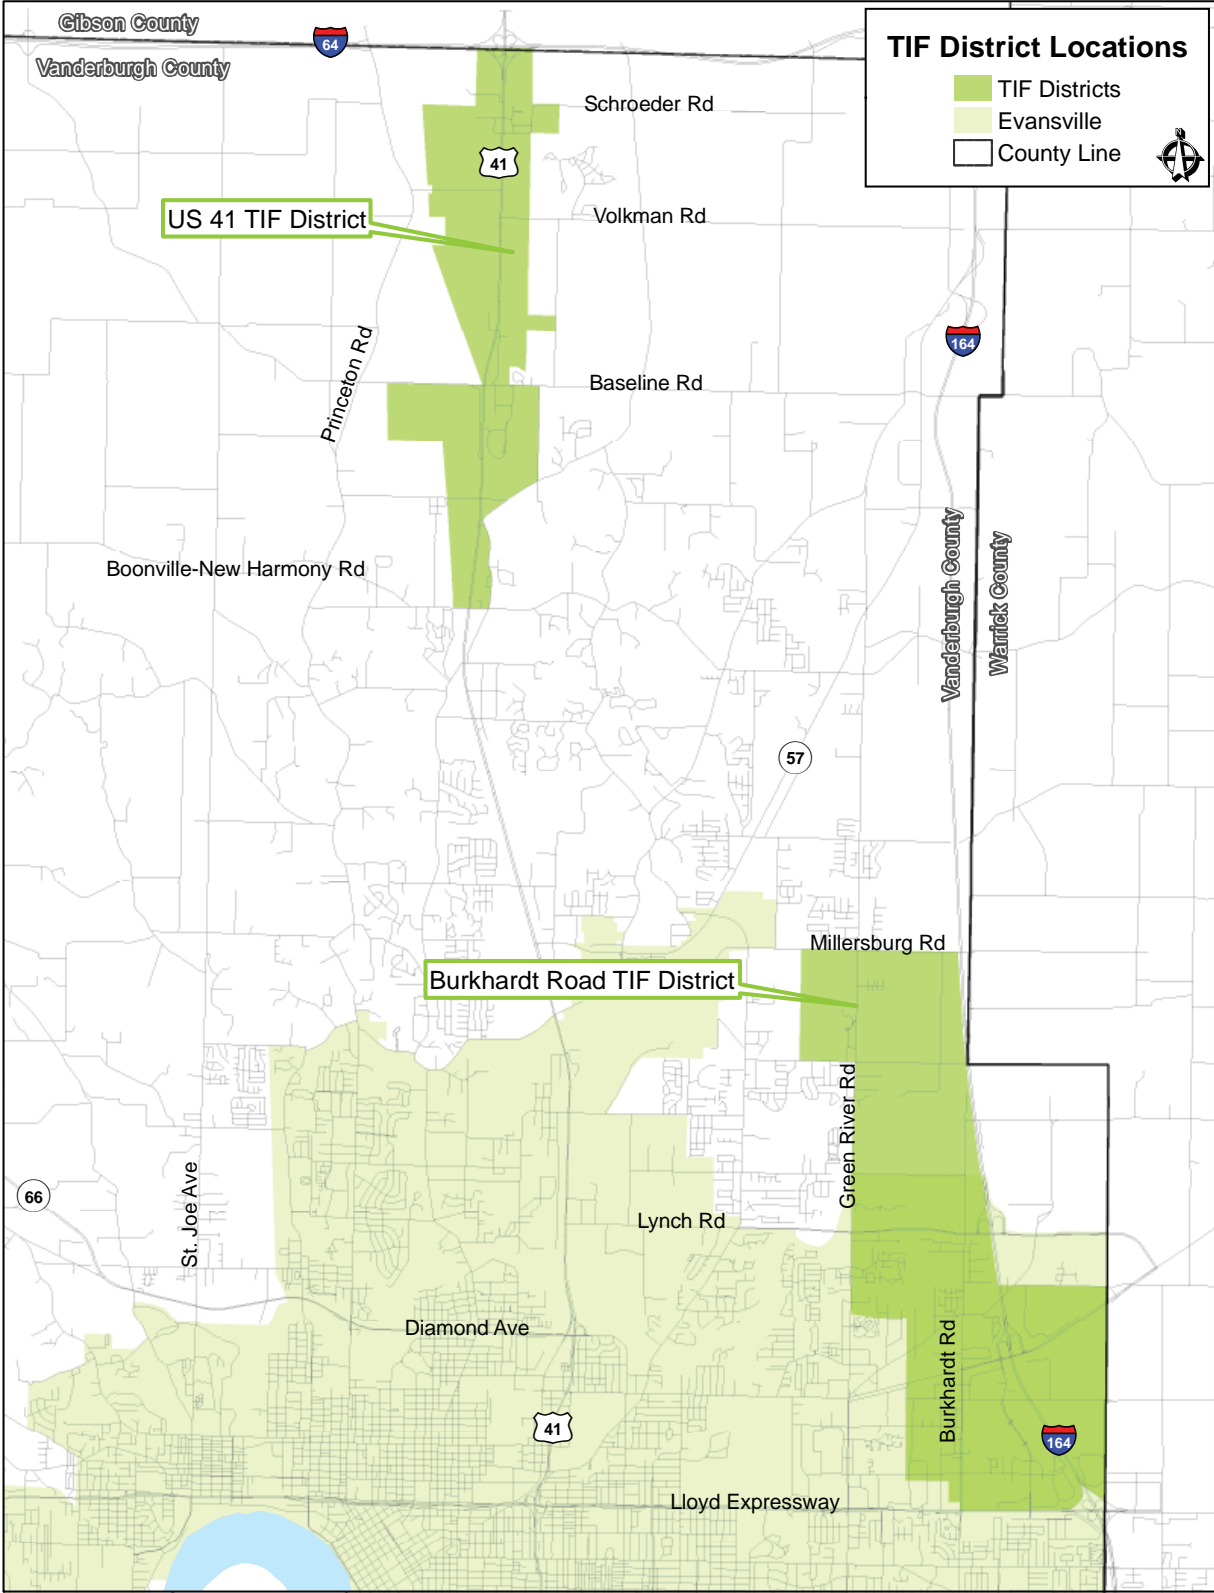 Gibson County
64
Vanderburgh County
TIF District Locations
TIF Districts
Evansville
County Line
N
Schroeder Rd
41
US 41 TIF District
Volkman Rd
164
Princeton Rd
Baseline Rd
Vanderburgh County
Warrick County
Boonville-New Harmony Rd
57
Millersburg Rd
Burkhardt Road TIF District
Green River Rd
66
St. Joe Ave
Lynch Rd
Diamond Ave
Burkhardt Rd
41
164
Lloyd Expressway